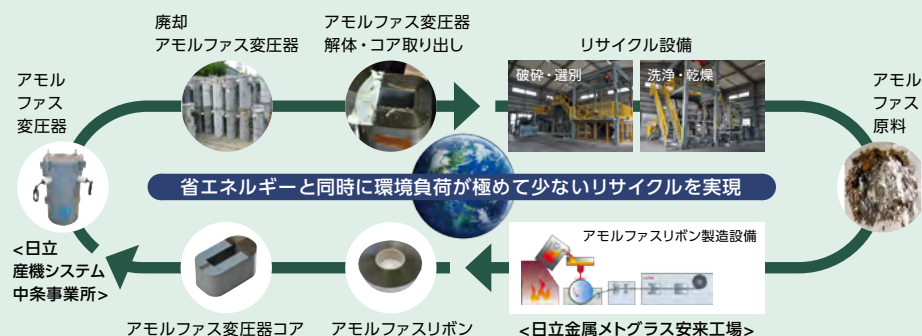 廃却
アモルファス変圧器
アモルファス変圧器
解体・コア取り出し
リサイクル設備
破砕・選別
洗浄・乾燥
アモル
ファス
変圧器
アモル
ファス
原料
省エネルギーと同時に環境負荷が極めて少ないリサイクルを実現
アモルファスリボン製造設備
<日立
産機システム
中条事業所>
アモルファス変圧器コア
アモルファスリボン
<日立金属メトグラス安来工場>